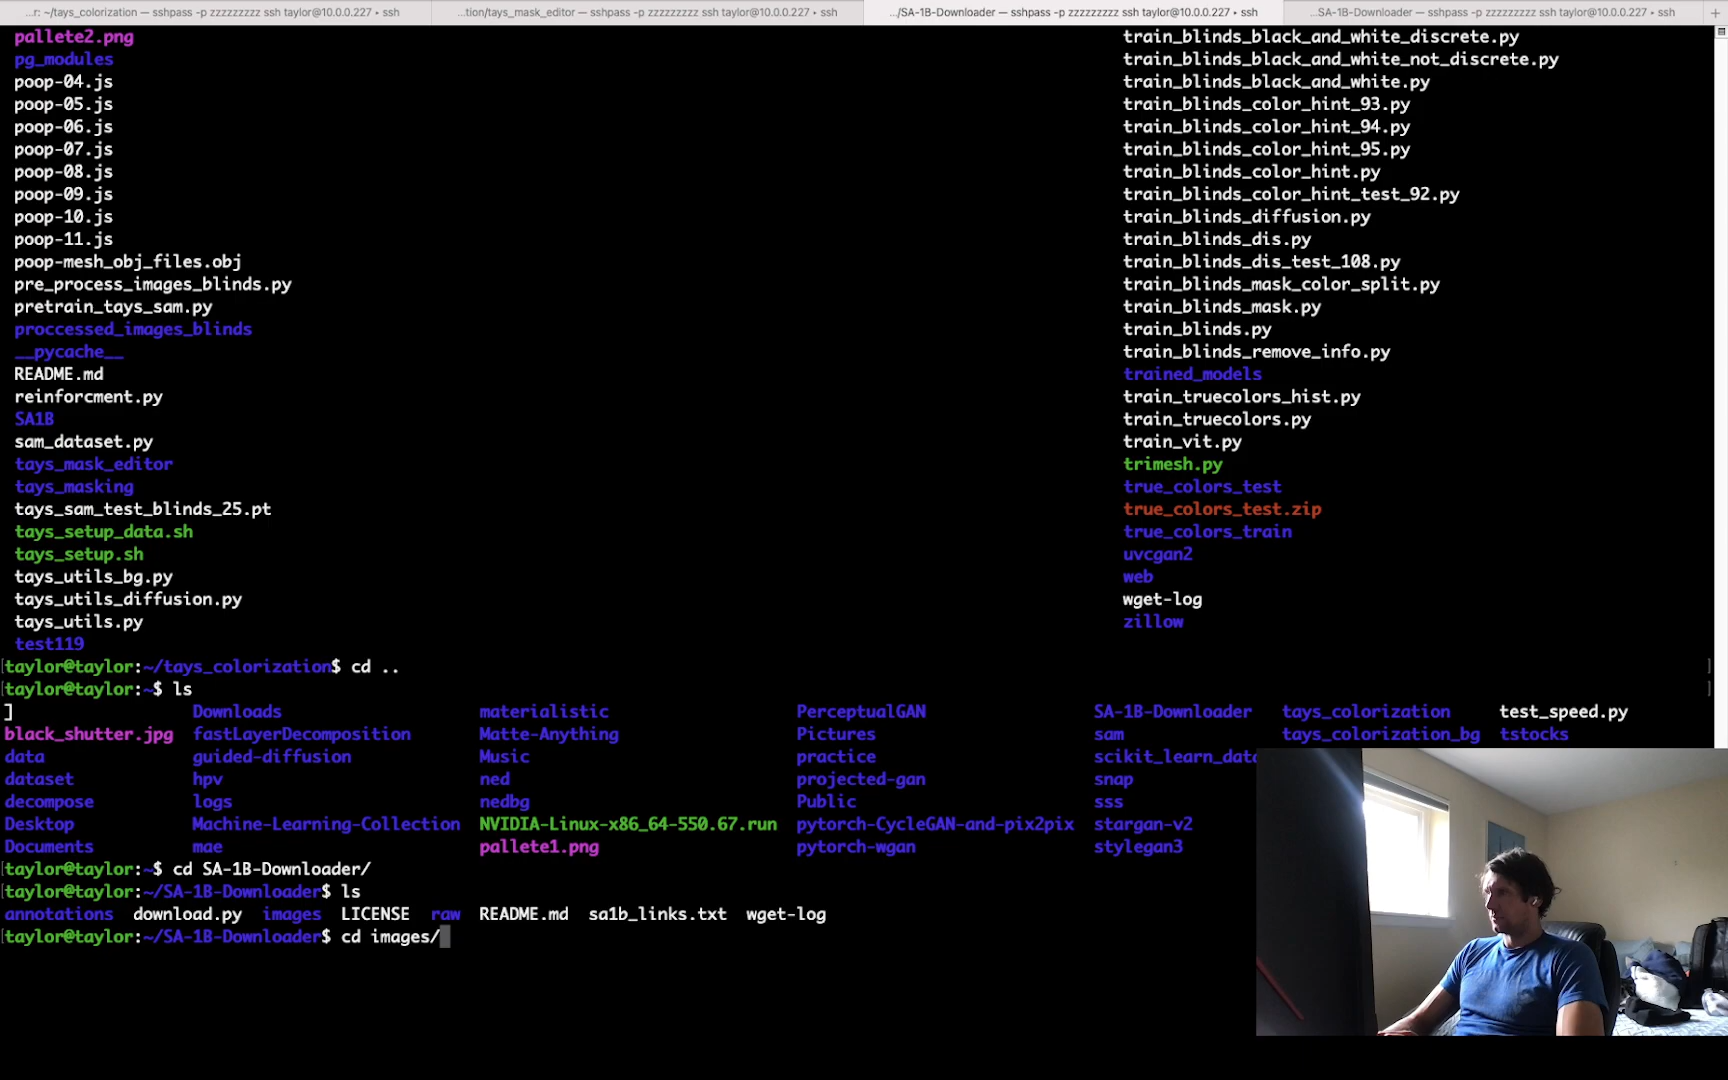 ...r: ~/tays_colorization — sshpass -p zzzzzzzzz ssh taylor@10.0.0.227 • ssh
...tion/tays_mask_editor — sshpass -p zzzzzzzzz ssh taylor@10.0.0.227 • ssh
.../SA-1B-Downloader — sshpass -p zzzzzzzzz ssh taylor@10.0.0.227 • ssh
...SA-1B-Downloader — sshpass -p zzzzzzzzz ssh taylor@10.0.0.227 • ssh
+
pallete2.png
pg_modules
poop-04.js
poop-05.js
poop-06.js
poop-07.js
poop-08.js
poop-09.js
poop-10.js
poop-11.js
poop-mesh_obj_files.obj
pre_process_images_blinds.py
pretrain_tays_sam.py
proccessed_images_blinds
__pycache__
README.md
reinforcment.py
SA1B
sam_dataset.py
tays_mask_editor
tays_masking
tays_sam_test_blinds_25.pt
tays_setup_data.sh
tays_setup.sh
tays_utils_bg.py
tays_utils_diffusion.py
tays_utils.py
test119
train_blinds_black_and_white_discrete.py
train_blinds_black_and_white_not_discrete.py
train_blinds_black_and_white.py
train_blinds_color_hint_93.py
train_blinds_color_hint_94.py
train_blinds_color_hint_95.py
train_blinds_color_hint.py
train_blinds_color_hint_test_92.py
train_blinds_diffusion.py
train_blinds_dis.py
train_blinds_dis_test_108.py
train_blinds_mask_color_split.py
train_blinds_mask.py
train_blinds.py
train_blinds_remove_info.py
trained_models
train_truecolors_hist.py
train_truecolors.py
train_vit.py
trimesh.py
true_colors_test
true_colors_test.zip
true_colors_train
uvcgan2
web
wget-log
zillow
[taylor@taylor:~/tays_colorization$ cd .. ]
[taylor@taylor:~$ ls ]
] Downloads materialistic PerceptualGAN SA-1B-Downloader tays_colorization test_speed.py
black_shutter.jpg fastLayerDecomposition Matte-Anything Pictures sam tays_colorization_bg tstocks
data guided-diffusion Music practice scikit_learn_data
dataset hpv ned projected-gan snap
decompose logs nedbg Public sss
Desktop Machine-Learning-Collection NVIDIA-Linux-x86_64-550.67.run pytorch-CycleGAN-and-pix2pix stargan-v2
Documents mae pallete1.png pytorch-wgan stylegan3
[taylor@taylor:~$ cd SA-1B-Downloader/
[taylor@taylor:~/SA-1B-Downloader$ ls
annotations download.py images LICENSE raw README.md sa1b_links.txt wget-log
[taylor@taylor:~/SA-1B-Downloader$ cd images/